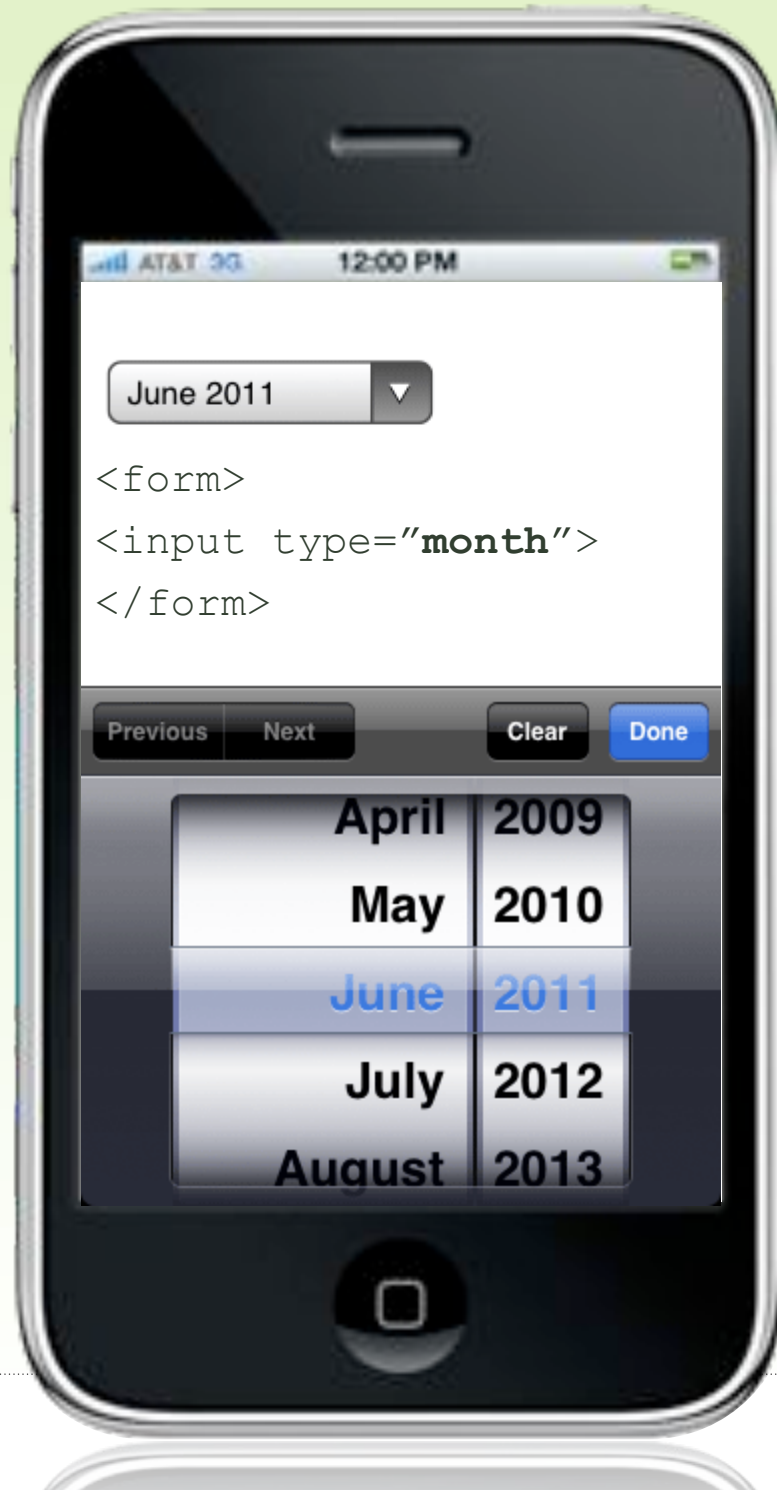 AT&T 3G 12:00 PM
June 2011
<form>
<input type=”month”>
</form>
Previous Next Clear Done
April 2009
May 2010
June 2011
July 2012
August 2013